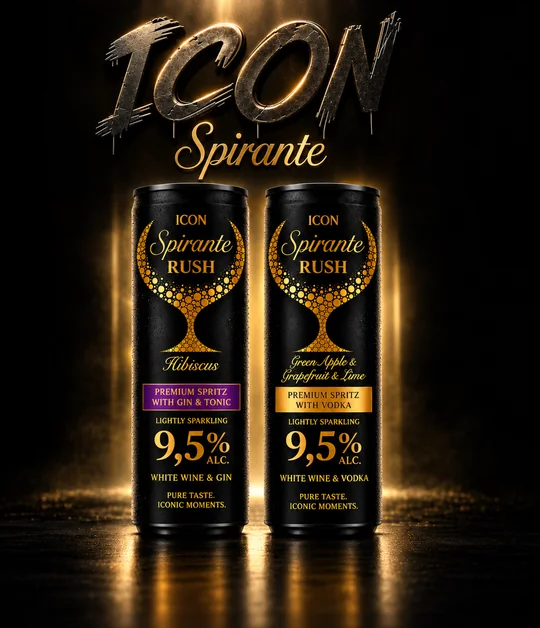 ICON
Spirante
ICON
Spirante
RUSH
Hibiscus
PREMIUM SPRITZ
WITH GIN & TONIC
LIGHTLY SPARKLING
9,5%
ALC.
WHITE WINE & GIN
PURE TASTE.
ICONIC MOMENTS.
ICON
Spirante
RUSH
Green Apple &
Grapefruit & Lime
PREMIUM SPRITZ
WITH VODKA
LIGHTLY SPARKLING
9,5%
ALC.
WHITE WINE & VODKA
PURE TASTE.
ICONIC MOMENTS.